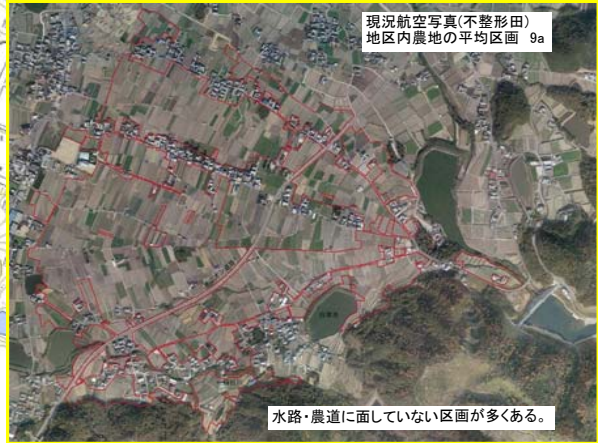 現況航空写真(不整形田)
地区内農地の平均区画 9a
水路・農道に面していない区画が多くある。